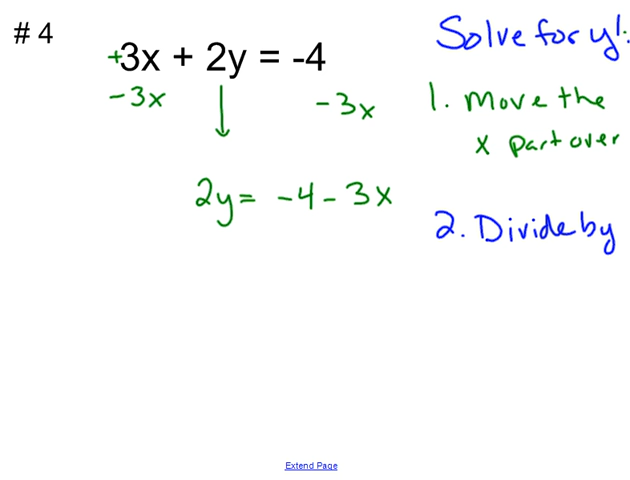 # 4
+3x + 2y = -4
-3x
-3x
2y = -4 - 3x
Solve for y!:
1. Move the
x part over
2. Divide by
Extend Page